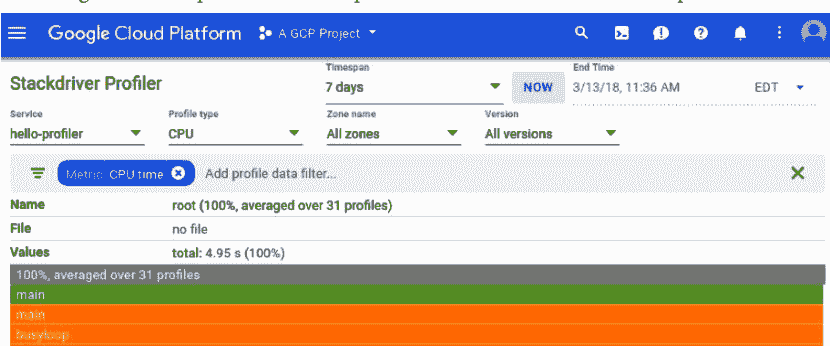 Google Cloud Platform A GCP Project
Timespan End Time
Stackdriver Profiler 7 days NOW 3/13/18, 11:36 AM EDT
Service Profile type Zone name Version
hello-profiler CPU All zones All versions
Metric: CPU time Add profile data filter...
Name root (100%, averaged over 31 profiles)
File no file
Values total: 4.95 s (100%)
100%, averaged over 31 profiles
main
main
busyloop